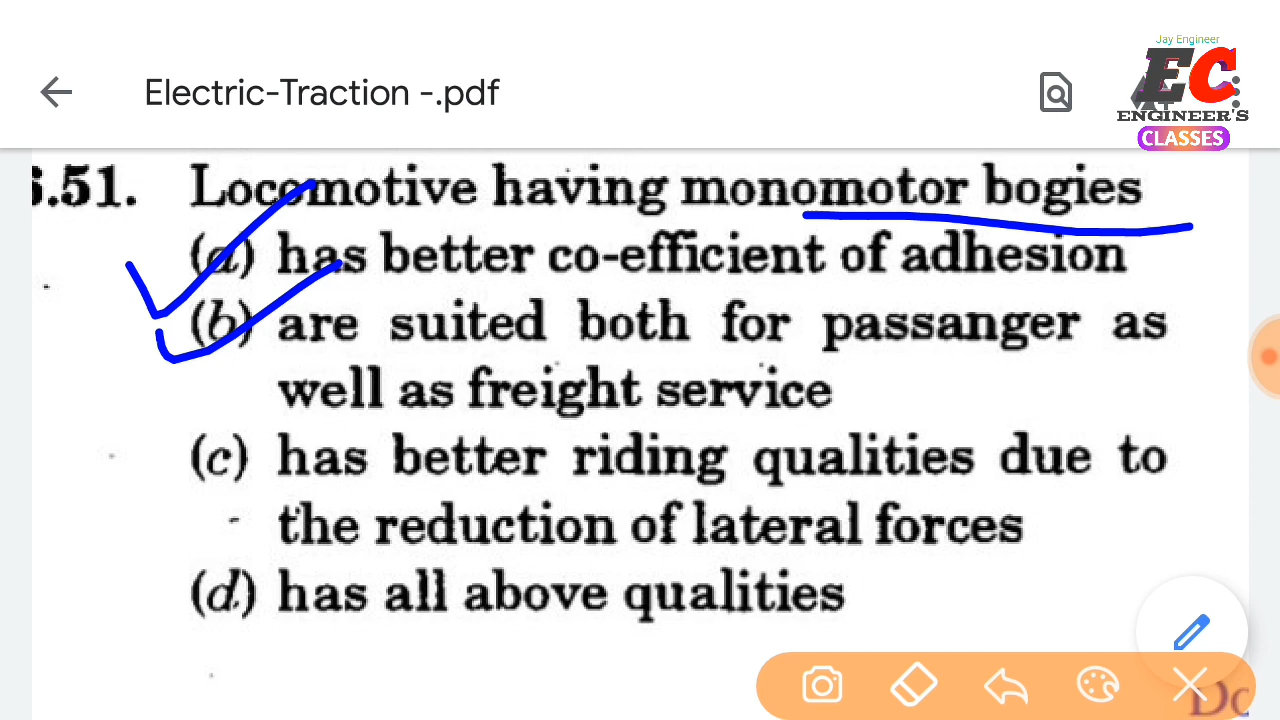 Jay Engineer
EC
ENGINEER'S
CLASSES
Electric-Traction -.pdf
.51. Locomotive having monomotor bogies
(a) has better co-efficient of adhesion
(b) are suited both for passanger as
well as freight service
(c) has better riding qualities due to
the reduction of lateral forces
(d) has all above qualities